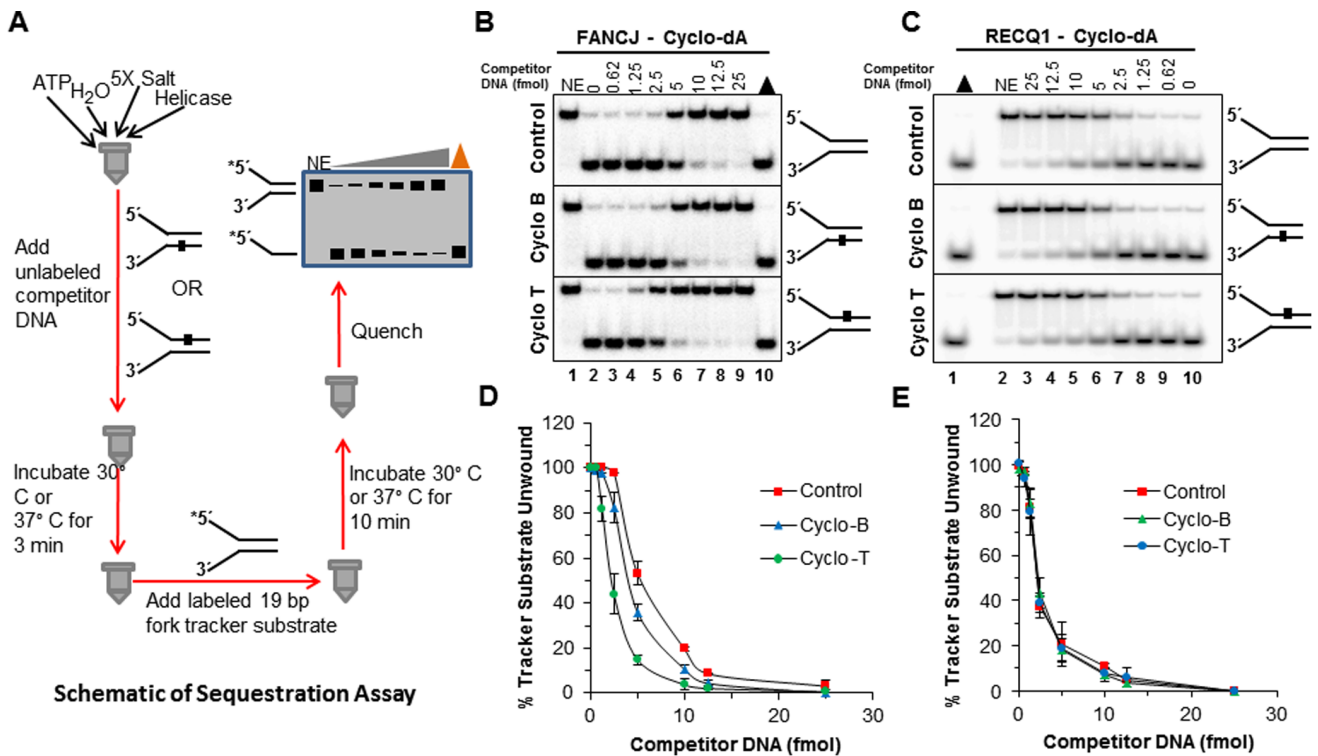 A
ATP
H2O
5X Salt
Helicase
5´
3´
Add
unlabeled
competitor
DNA
OR
5´
3´
Incubate 30°
C or
37° C for
3 min
*5´
3´
Add labeled 19 bp
fork tracker substrate
Incubate 30° C
or 37° C for
10 min
Quench
NE
*5´
3´
*5´
Schematic of Sequestration Assay
B
FANCJ - Cyclo-dA
Competitor
DNA (fmol)
NE 0 0.62 1.25 2.5 5 10 12.5 25
Control
5´
3´
Cyclo B
5´
3´
Cyclo T
5´
3´
1 2 3 4 5 6 7 8 9 10
C
RECQ1 - Cyclo-dA
Competitor
DNA (fmol)
NE 25 12.5 10 5 2.5 1.25 0.62 0
Control
5´
3´
Cyclo B
5´
3´
Cyclo T
5´
3´
1 2 3 4 5 6 7 8 9 10
D
% Tracker Substrate Unwound
120
100
80
60
40
20
0
0 10 20 30
Competitor DNA (fmol)
Control
Cyclo-B
Cyclo-T
E
% Tracker Substrate Unwound
120
100
80
60
40
20
0
0 10 20 30
Competitor DNA (fmol)
Control
Cyclo-B
Cyclo-T